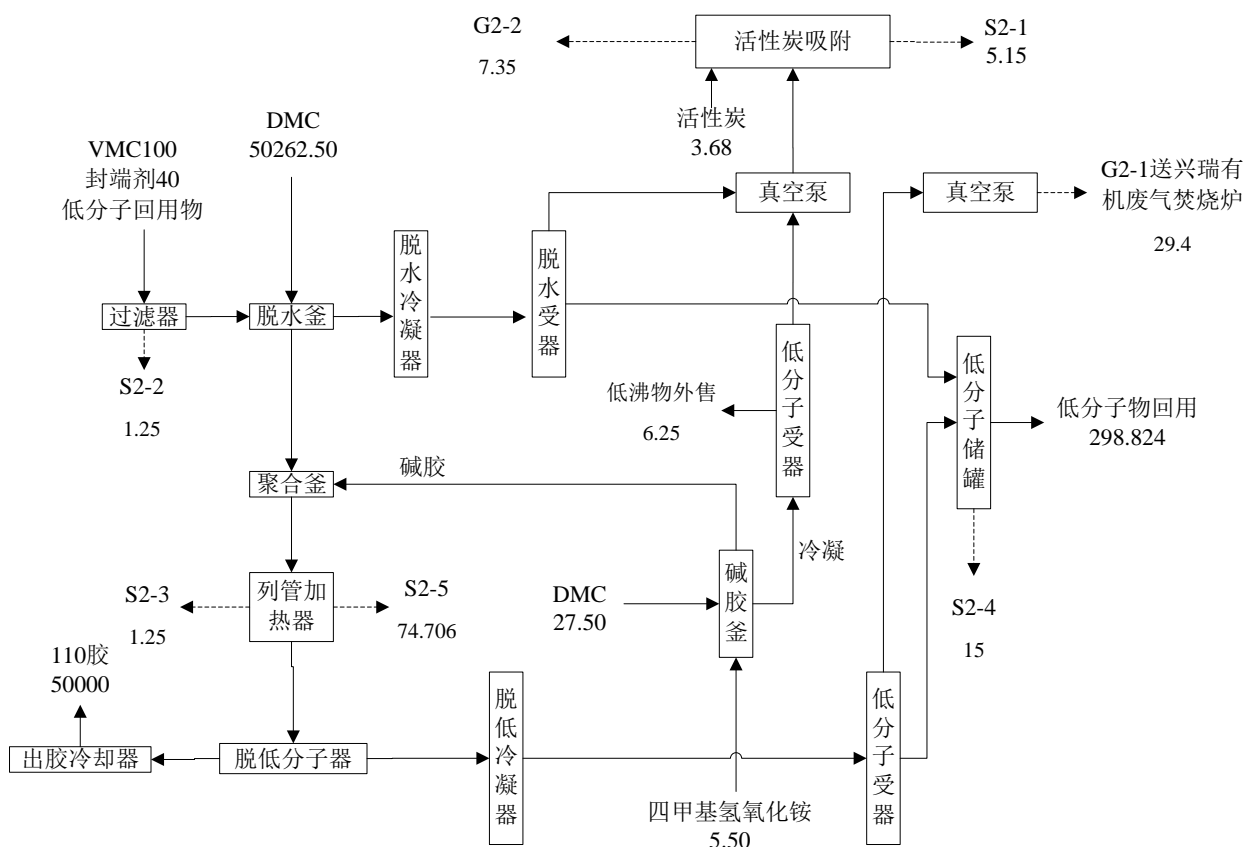 G2-2
7.35
活性炭吸附
S2-1
5.15
活性炭
3.68
DMC
50262.50
VMC100
封端剂40
低分子回用物
真空泵
真空泵
G2-1送兴瑞有
机废气焚烧炉
29.4
脱水冷凝器
脱水受器
过滤器
脱水釜
S2-2
1.25
低沸物外售
6.25
低分子受器
低分子储罐
低分子物回用
298.824
聚合釜
碱胶
冷凝
S2-3
1.25
列管加
热器
S2-5
74.706
DMC
27.50
碱胶釜
S2-4
15
110胶
50000
出胶冷却器
脱低分子器
脱低冷凝器
低分子受器
四甲基氢氧化铵
5.50